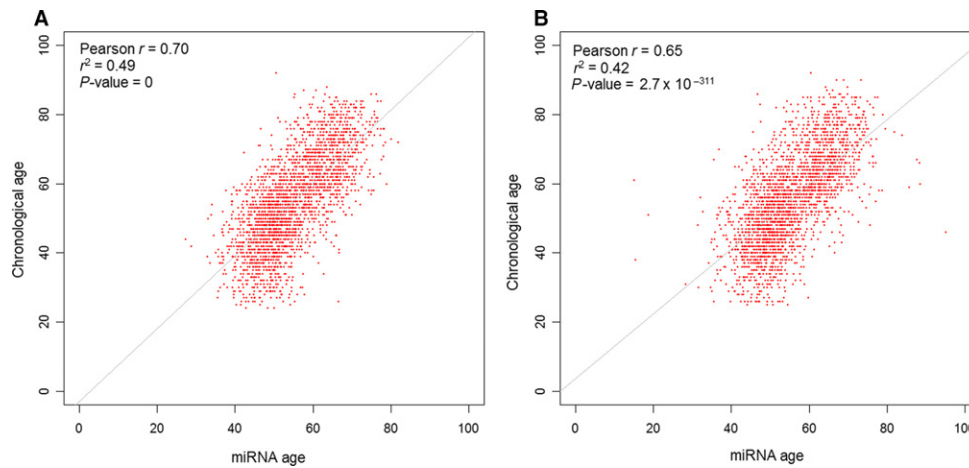 A
Pearson r = 0.70
r² = 0.49
P-value = 0
Chronological age
0 20 40 60 80 100
0 20 40 60 80 100
miRNA age
B
Pearson r = 0.65
r² = 0.42
P-value = 2.7 x 10⁻³¹¹
Chronological age
0 20 40 60 80 100
0 20 40 60 80 100
miRNA age